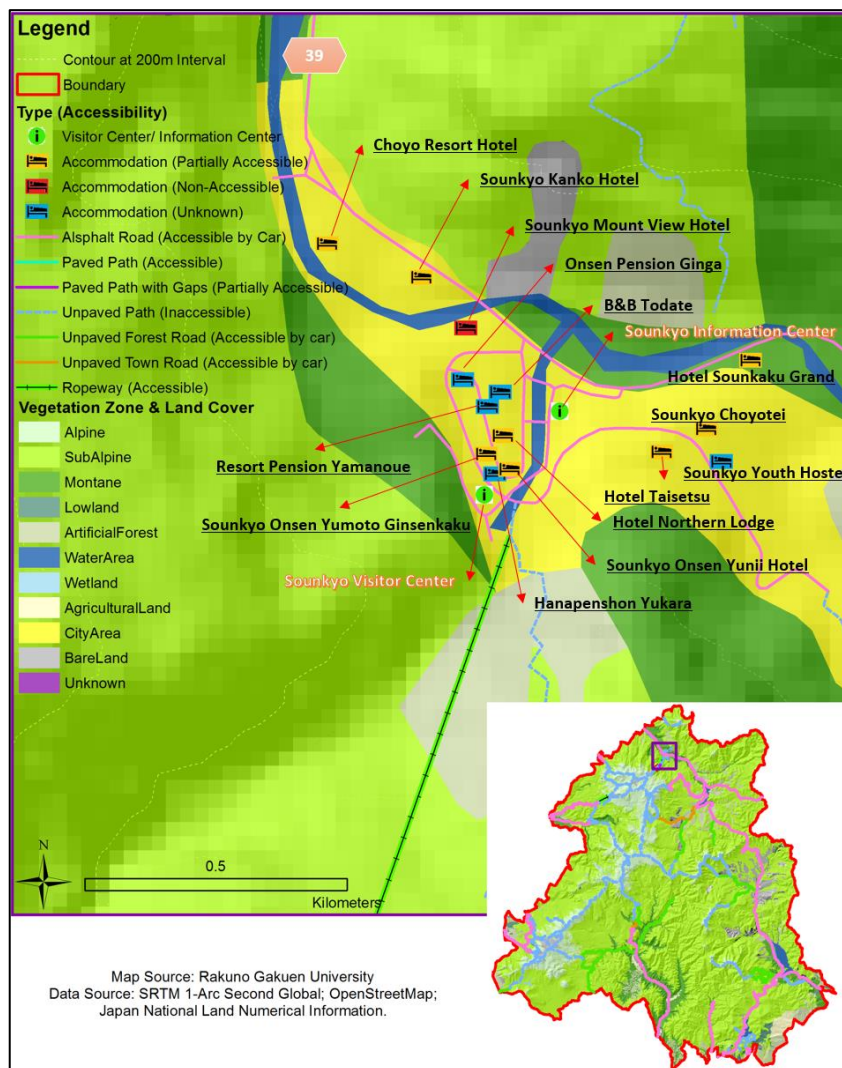 Legend
Contour at 200m Interval
Boundary
Type (Accessibility)
Visitor Center/ Information Center
Accommodation (Partially Accessible)
Accommodation (Non-Accessible)
Accommodation (Unknown)
Alsphalt Road (Accessible by Car)
Paved Path (Accessible)
Paved Path with Gaps (Partially Accessible)
Unpaved Path (Inaccessible)
Unpaved Forest Road (Accessible by car)
Unpaved Town Road (Accessible by car)
Ropeway (Accessible)
Vegetation Zone & Land Cover
Alpine
SubAlpine
Montane
Lowland
ArtificialForest
WaterArea
Wetland
AgriculturalLand
CityArea
BareLand
Unknown
39
Choyo Resort Hotel
Sounkyo Kanko Hotel
Sounkyo Mount View Hotel
Onsen Pension Ginga
B&B Todate
Sounkyo Information Center
Hotel Sounkaku Grand
Sounkyo Choyotei
Resort Pension Yamanoue
Sounkyo Youth Hoste
Hotel Taisetsu
Sounkyo Onsen Yumoto Ginsenkaku
Hotel Northern Lodge
Sounkyo Onsen Yunii Hotel
Sounkyo Visitor Center
Hanapenshon Yukara
N
0.5
Kilometers
Map Source: Rakuno Gakuen University
Data Source: SRTM 1-Arc Second Global; OpenStreetMap;
Japan National Land Numerical Information.